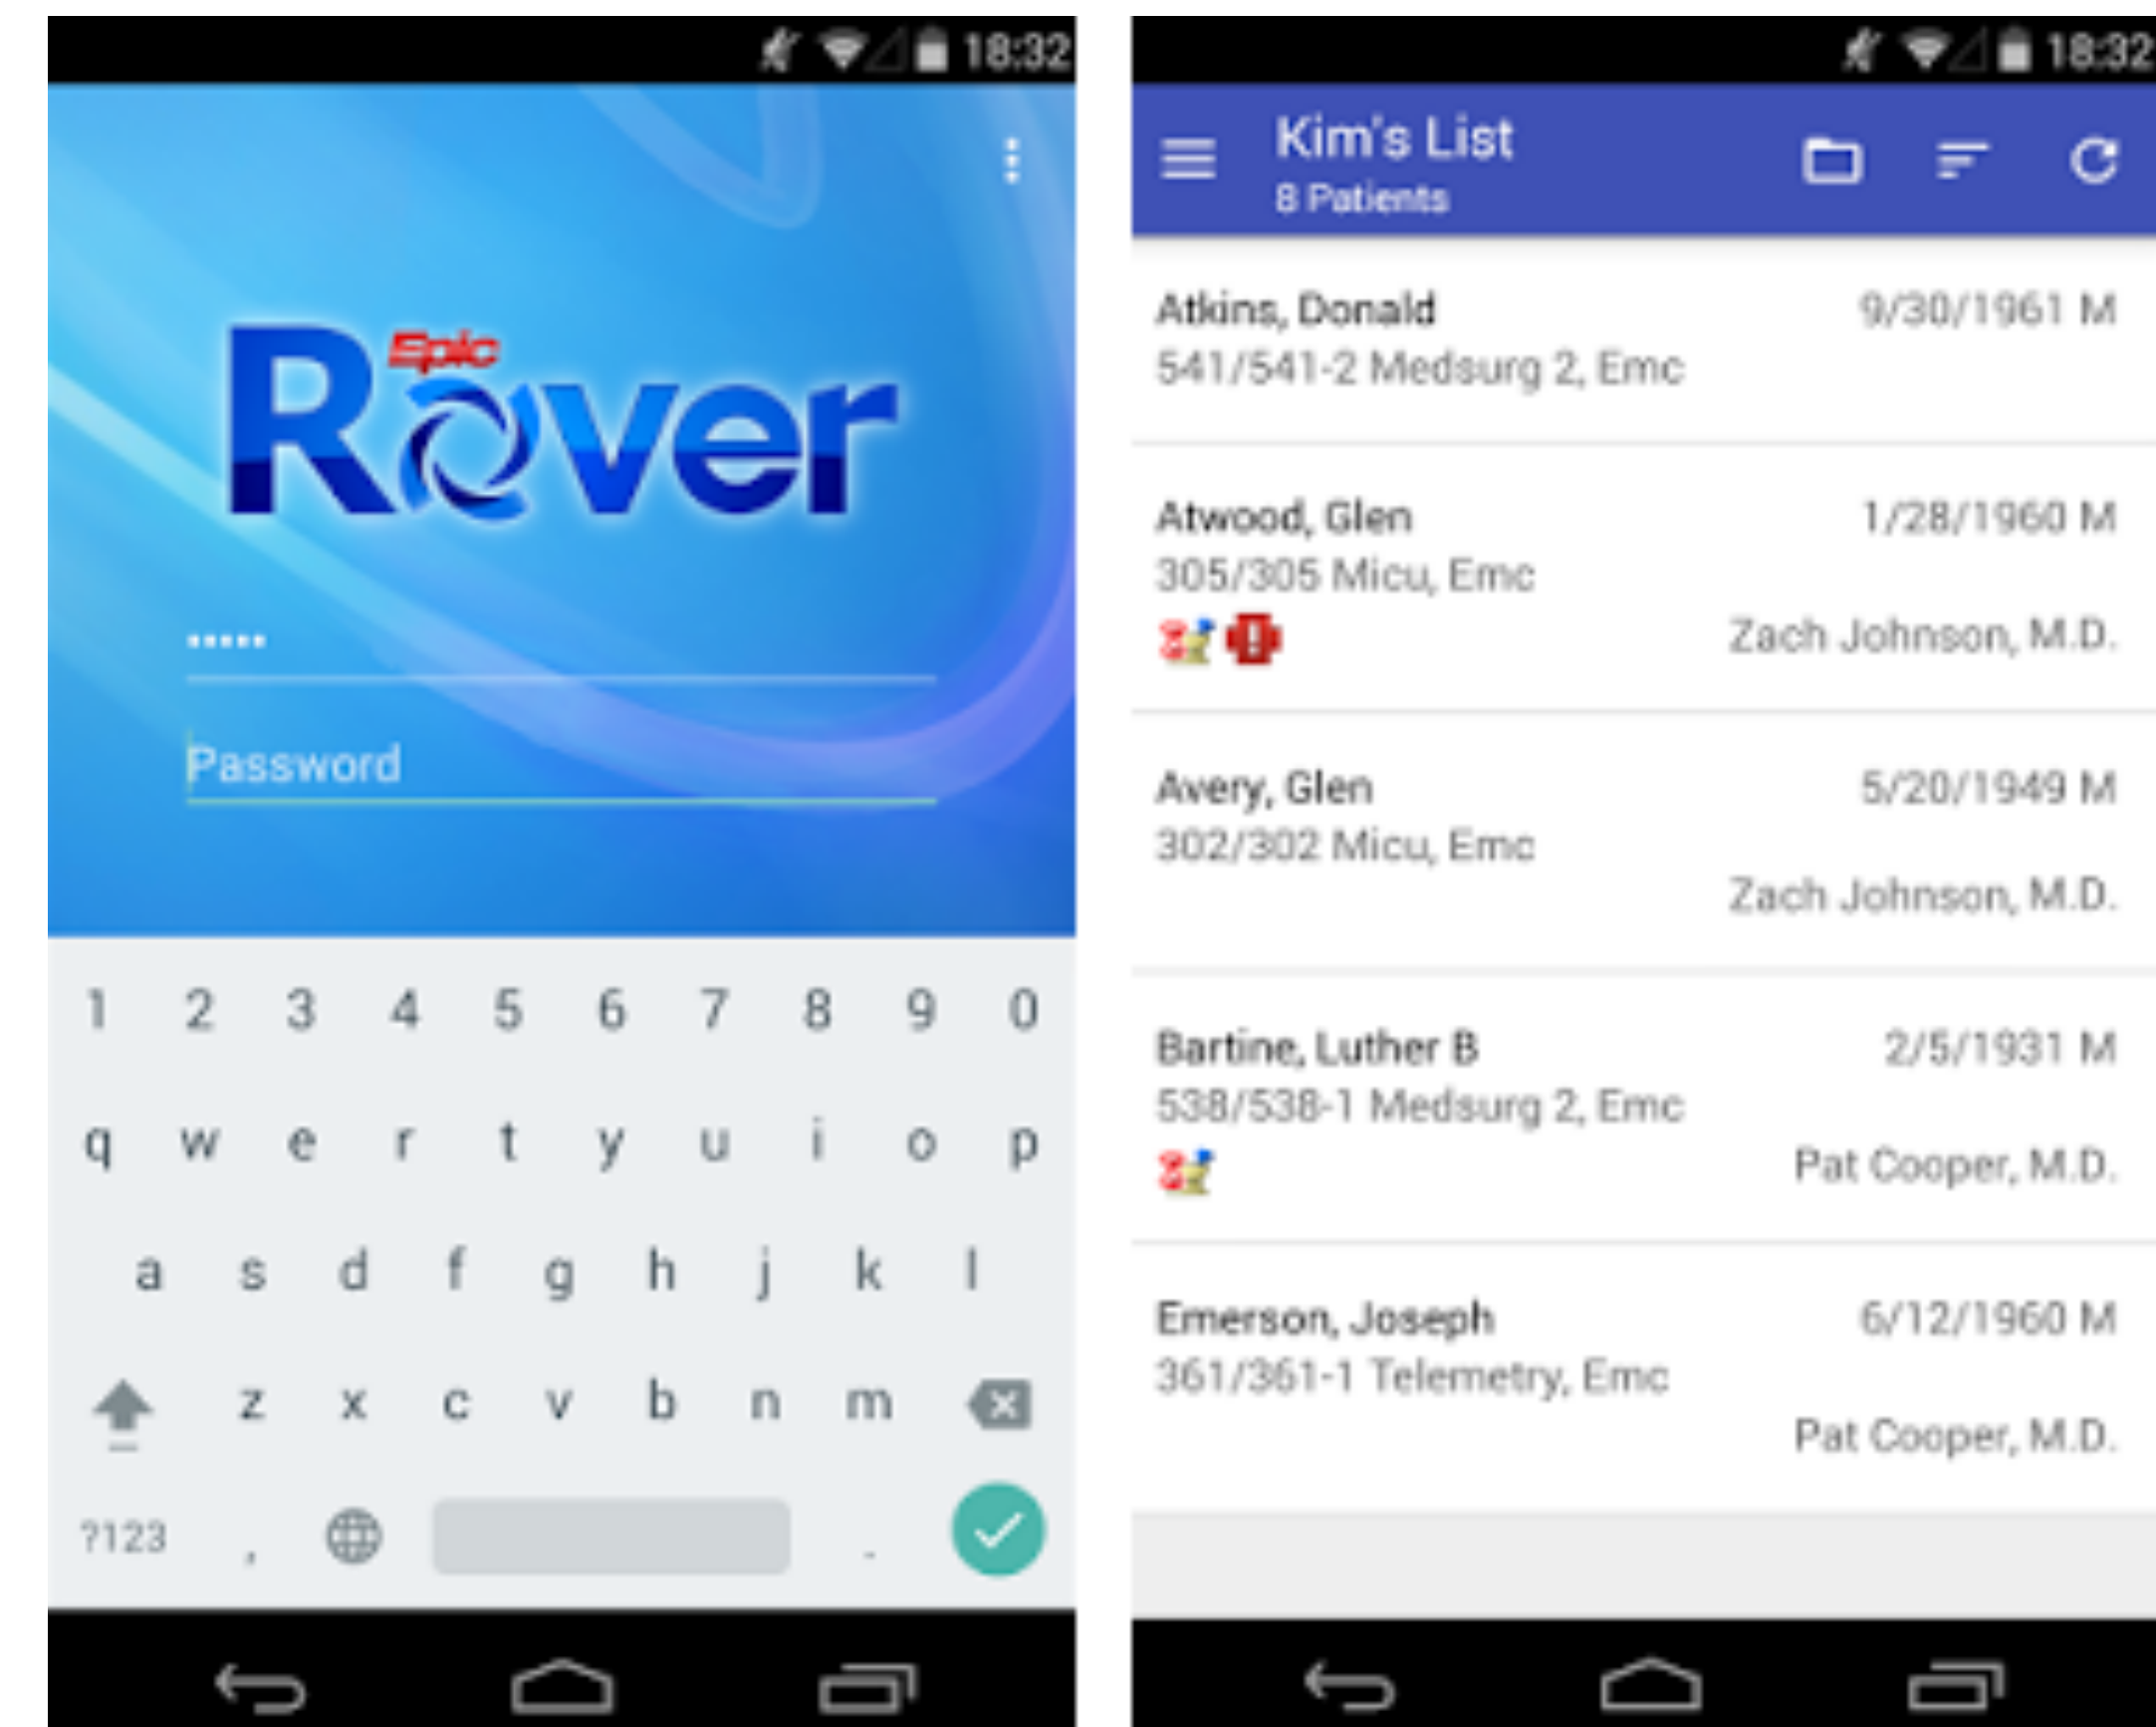 18:32
Epic
Rover
•••••
Password
1 2 3 4 5 6 7 8 9 0
q w e r t y u i o p
a s d f g h j k l
z x c v b n m
?123 , .
18:32
Kim's List
8 Patients
Atkins, Donald 9/30/1961 M
541/541-2 Medsurg 2, Emc
Atwood, Glen 1/28/1960 M
305/305 Micu, Emc
Zach Johnson, M.D.
Avery, Glen 5/20/1949 M
302/302 Micu, Emc
Zach Johnson, M.D.
Bartine, Luther B 2/5/1931 M
538/538-1 Medsurg 2, Emc
Pat Cooper, M.D.
Emerson, Joseph 6/12/1960 M
361/361-1 Telemetry, Emc
Pat Cooper, M.D.